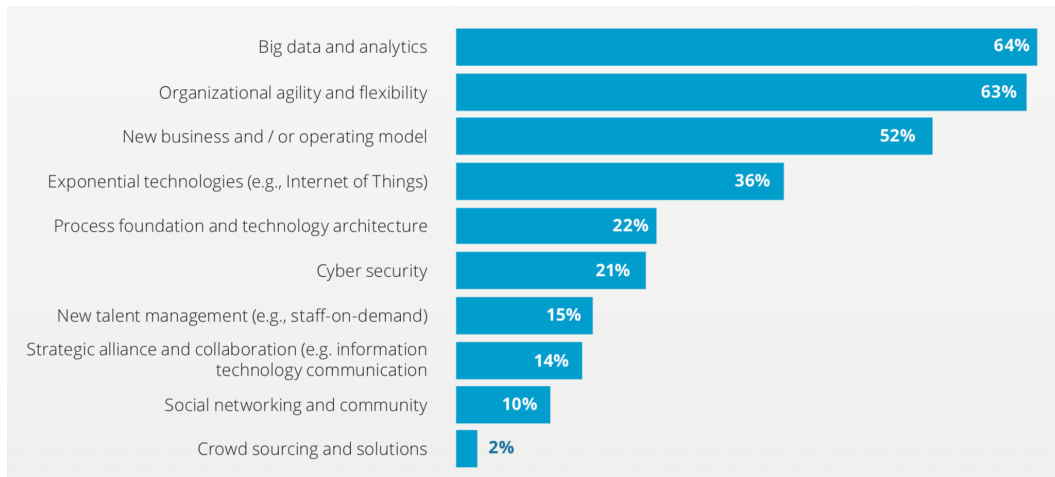 Big data and analytics 64%
Organizational agility and flexibility 63%
New business and / or operating model 52%
Exponential technologies (e.g., Internet of Things) 36%
Process foundation and technology architecture 22%
Cyber security 21%
New talent management (e.g., staff-on-demand) 15%
Strategic alliance and collaboration (e.g. information
technology communication 14%
Social networking and community 10%
Crowd sourcing and solutions 2%